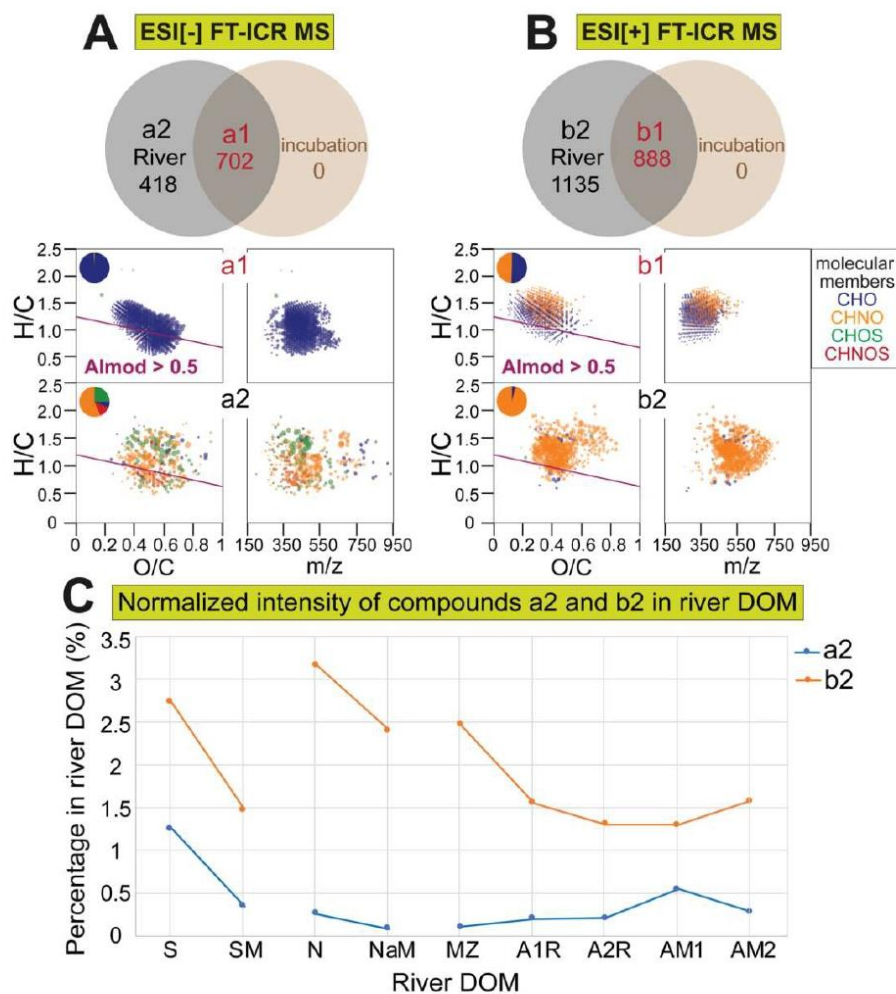 A ESI[-] FT-ICR MS
a2
River
418
a1
702
incubation
0
B ESI[+] FT-ICR MS
b2
River
1135
b1
888
incubation
0
H/C
2.5
2.0
1.5
1.0
0.5
a1
AImod > 0.5
H/C
2.5
2.0
1.5
1.0
0.5
0
a2
0 0.2 0.4 0.6 0.8 1
O/C
150 350 550 750 950
m/z
H/C
2.5
2.0
1.5
1.0
0.5
b1
AImod > 0.5
H/C
2.5
2.0
1.5
1.0
0.5
0
b2
0 0.2 0.4 0.6 0.8 1
O/C
150 350 550 750 950
m/z
molecular
members
CHO
CHNO
CHOS
CHNOS
C Normalized intensity of compounds a2 and b2 in river DOM
Percentage in river DOM (%)
3.5
3
2.5
2
1.5
1
0.5
0
a2
b2
S SM N NaM MZ A1R A2R AM1 AM2
River DOM